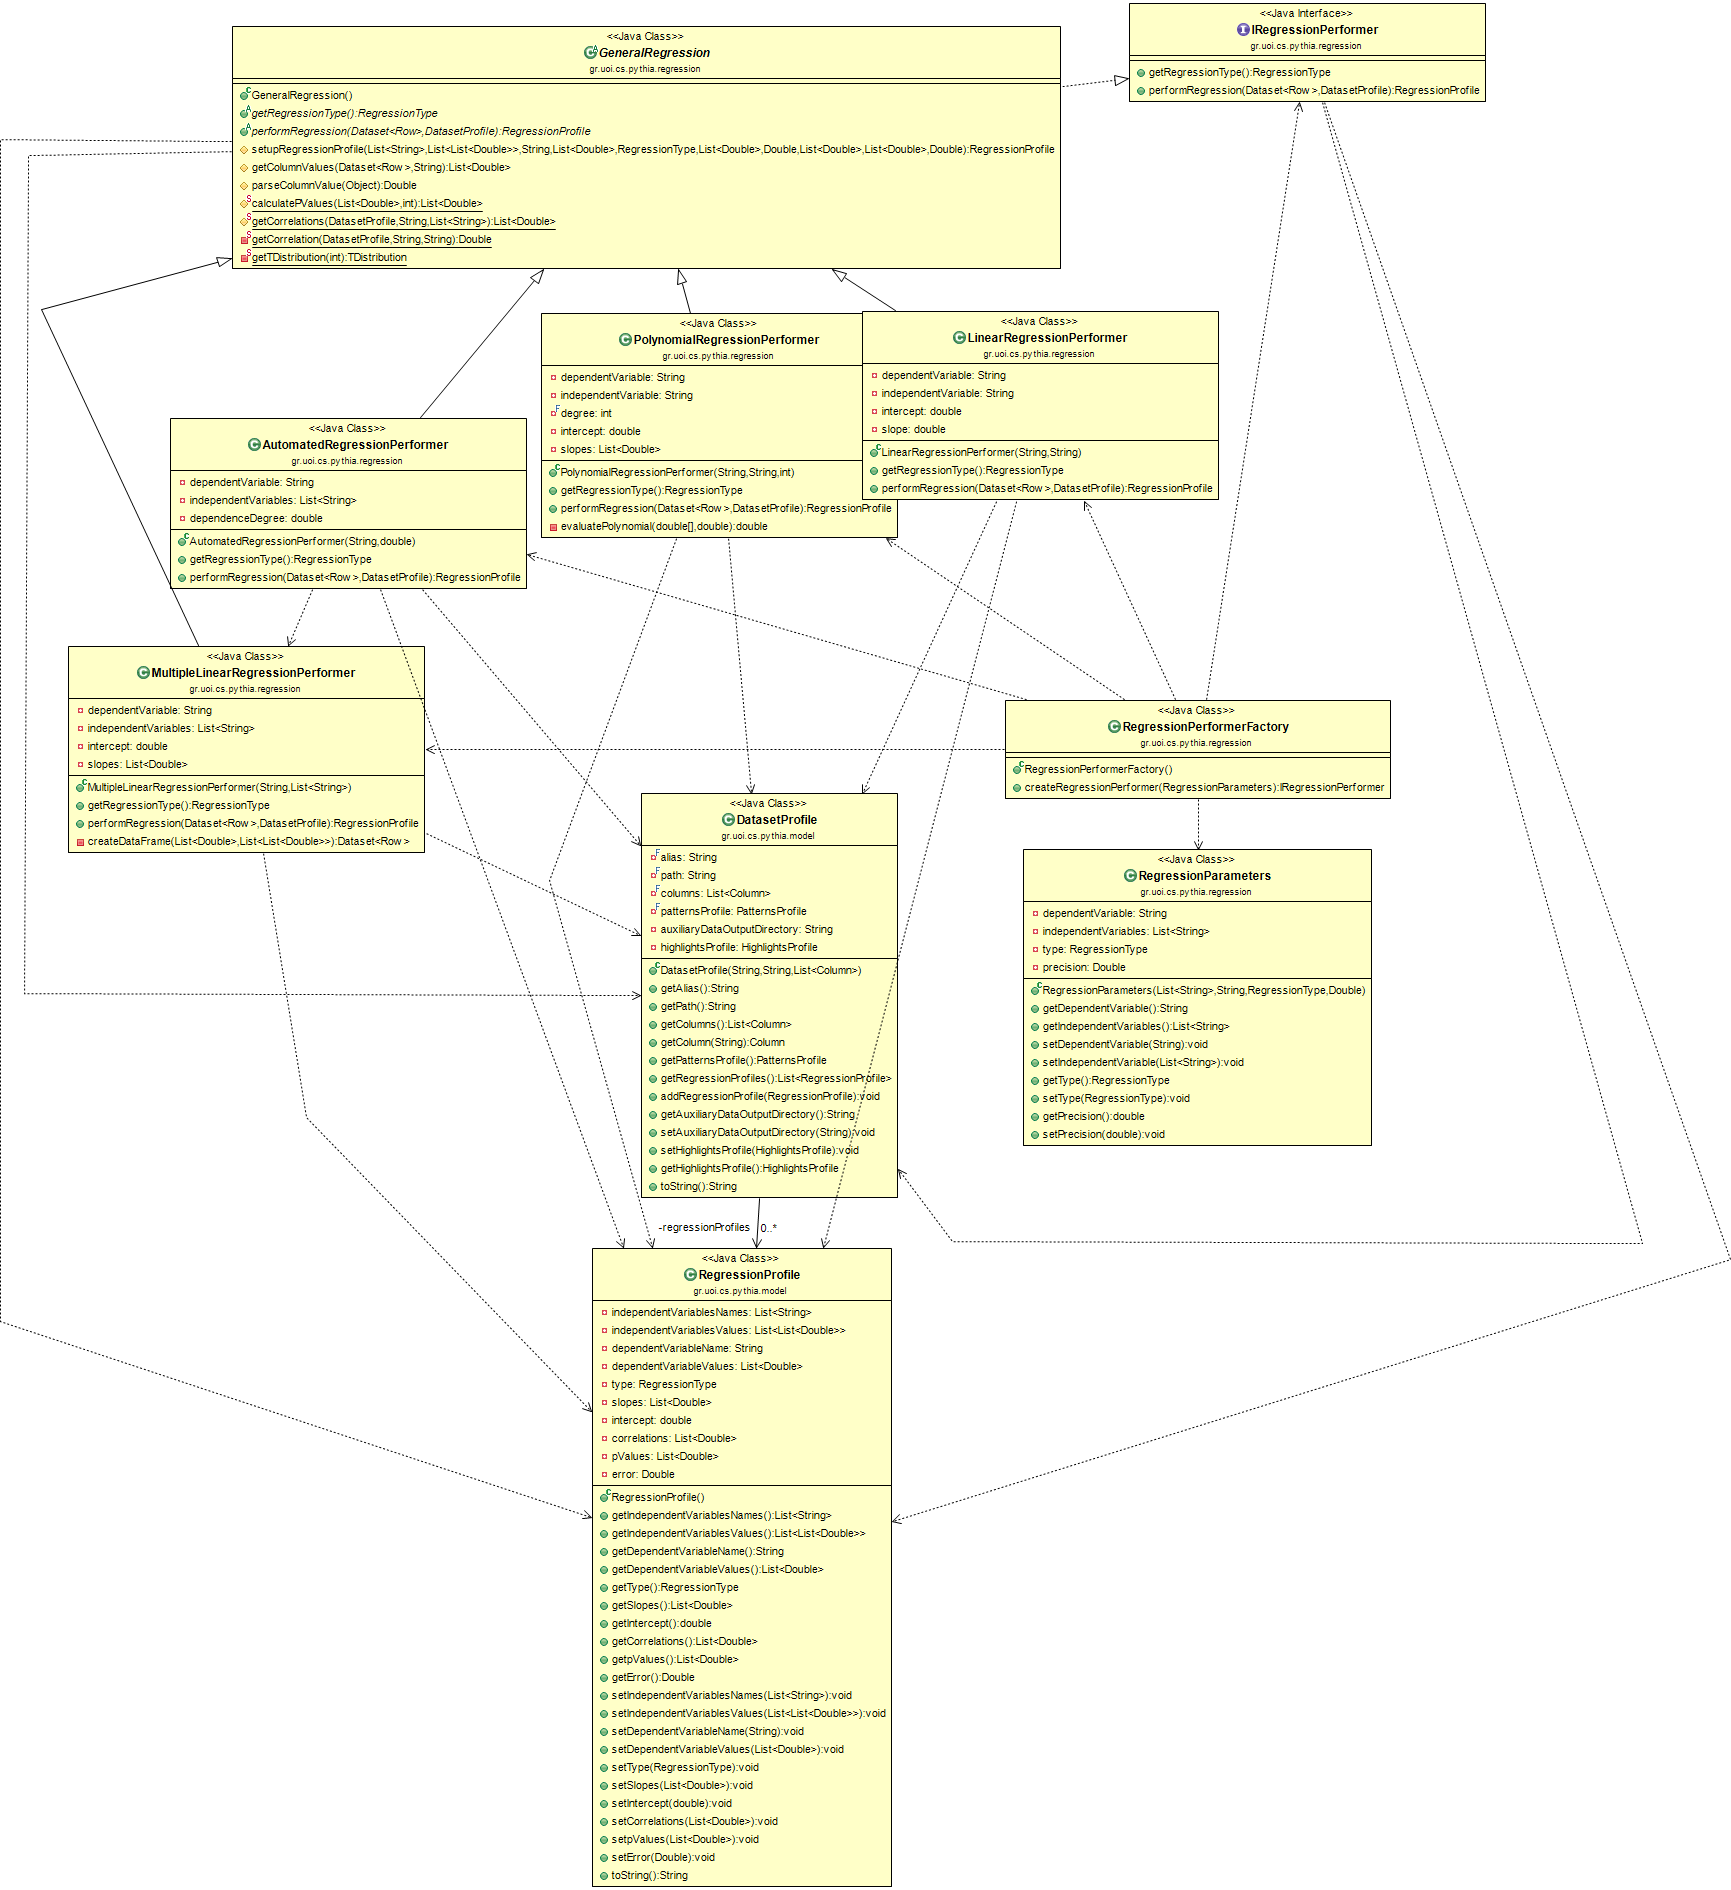 <<Java Class>>
GeneralRegression
gr.uoi.cs.pythia.regression
GeneralRegression()
getRegressionType():RegressionType
performRegression(Dataset<Row>,DatasetProfile):RegressionProfile
setupRegressionProfile(List<String>,List<List<Double>>,String,List<Double>,RegressionType,List<Double>,Double,List<Double>,List<Double>,Double):RegressionProfile
getColumnValues(Dataset<Row>,String):List<Double>
parseColumnValue(Object):Double
calculatePValues(List<Double>,int):List<Double>
getCorrelations(DatasetProfile,String,List<String>):List<Double>
getCorrelation(DatasetProfile,String,String):Double
getTDistribution(int):TDistribution
<<Java Interface>>
IRegressionPerformer
gr.uoi.cs.pythia.regression
getRegressionType():RegressionType
performRegression(Dataset<Row>,DatasetProfile):RegressionProfile
<<Java Class>>
PolynomialRegressionPerformer
gr.uoi.cs.pythia.regression
dependentVariable: String
independentVariable: String
degree: int
intercept: double
slopes: List<Double>
PolynomialRegressionPerformer(String,String,int)
getRegressionType():RegressionType
performRegression(Dataset<Row>,DatasetProfile):RegressionProfile
evaluatePolynomial(double[],double):double
<<Java Class>>
LinearRegressionPerformer
gr.uoi.cs.pythia.regression
dependentVariable: String
independentVariable: String
intercept: double
slope: double
LinearRegressionPerformer(String,String)
getRegressionType():RegressionType
performRegression(Dataset<Row>,DatasetProfile):RegressionProfile
<<Java Class>>
AutomatedRegressionPerformer
gr.uoi.cs.pythia.regression
dependentVariable: String
independentVariables: List<String>
dependenceDegree: double
AutomatedRegressionPerformer(String,double)
getRegressionType():RegressionType
performRegression(Dataset<Row>,DatasetProfile):RegressionProfile
<<Java Class>>
MultipleLinearRegressionPerformer
gr.uoi.cs.pythia.regression
dependentVariable: String
independentVariables: List<String>
intercept: double
slopes: List<Double>
MultipleLinearRegressionPerformer(String,List<String>)
getRegressionType():RegressionType
performRegression(Dataset<Row>,DatasetProfile):RegressionProfile
createDataFrame(List<Double>,List<List<Double>>):Dataset<Row>
<<Java Class>>
RegressionPerformerFactory
gr.uoi.cs.pythia.regression
RegressionPerformerFactory()
createRegressionPerformer(RegressionParameters):IRegressionPerformer
<<Java Class>>
DatasetProfile
gr.uoi.cs.pythia.model
alias: String
path: String
columns: List<Column>
patternsProfile: PatternsProfile
auxiliaryDataOutputDirectory: String
highlightsProfile: HighlightsProfile
DatasetProfile(String,String,List<Column>)
getAlias():String
getPath():String
getColumns():List<Column>
getColumn(String):Column
getPatternsProfile():PatternsProfile
getRegressionProfiles():List<RegressionProfile>
addRegressionProfile(RegressionProfile):void
getAuxiliaryDataOutputDirectory():String
setAuxiliaryDataOutputDirectory(String):void
setHighlightsProfile(HighlightsProfile):void
getHighlightsProfile():HighlightsProfile
toString():String
<<Java Class>>
RegressionParameters
gr.uoi.cs.pythia.regression
dependentVariable: String
independentVariables: List<String>
type: RegressionType
precision: Double
RegressionParameters(List<String>,String,RegressionType,Double)
getDependentVariable():String
getIndependentVariables():List<String>
setDependentVariable(String):void
setIndependentVariable(List<String>):void
getType():RegressionType
setType(RegressionType):void
getPrecision():double
setPrecision(double):void
-regressionProfiles 0..*
<<Java Class>>
RegressionProfile
gr.uoi.cs.pythia.model
independentVariablesNames: List<String>
independentVariablesValues: List<List<Double>>
dependentVariableName: String
dependentVariableValues: List<Double>
type: RegressionType
slopes: List<Double>
intercept: double
correlations: List<Double>
pValues: List<Double>
error: Double
RegressionProfile()
getIndependentVariablesNames():List<String>
getIndependentVariablesValues():List<List<Double>>
getDependentVariableName():String
getDependentVariableValues():List<Double>
getType():RegressionType
getSlopes():List<Double>
getIntercept():double
getCorrelations():List<Double>
getpValues():List<Double>
getError():Double
setIndependentVariablesNames(List<String>):void
setIndependentVariablesValues(List<List<Double>>):void
setDependentVariableName(String):void
setDependentVariableValues(List<Double>):void
setType(RegressionType):void
setSlopes(List<Double>):void
setIntercept(double):void
setCorrelations(List<Double>):void
setpValues(List<Double>):void
setError(Double):void
toString():String